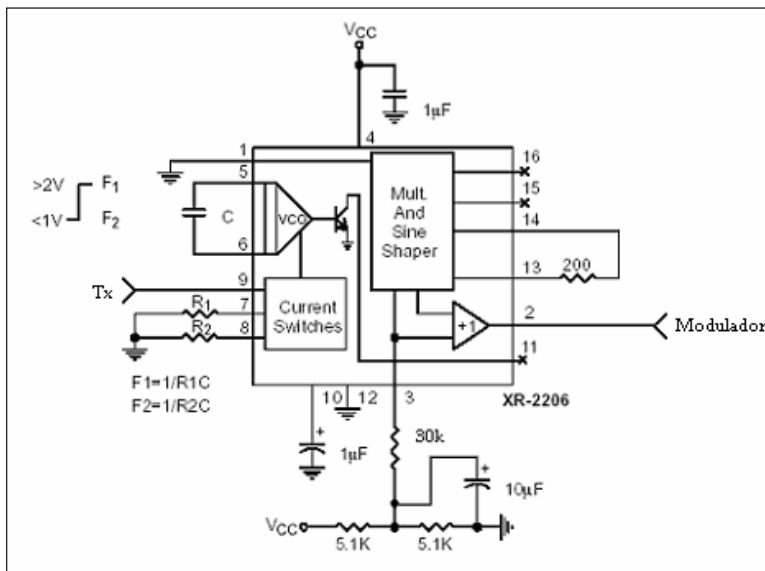 VCC
1µF
4
1
16
5
15
>2V
F1
Mult.
And
Sine
Shaper
14
<1V
F2
C
VCO
6
13
200
9
Tx
R1
7
Current
Switches
2
+1
Modulador
R2
8
11
F1=1/R1C
F2=1/R2C
10
12
3
XR-2206
+
1µF
30k
+
10µF
VCC
5.1K
5.1K